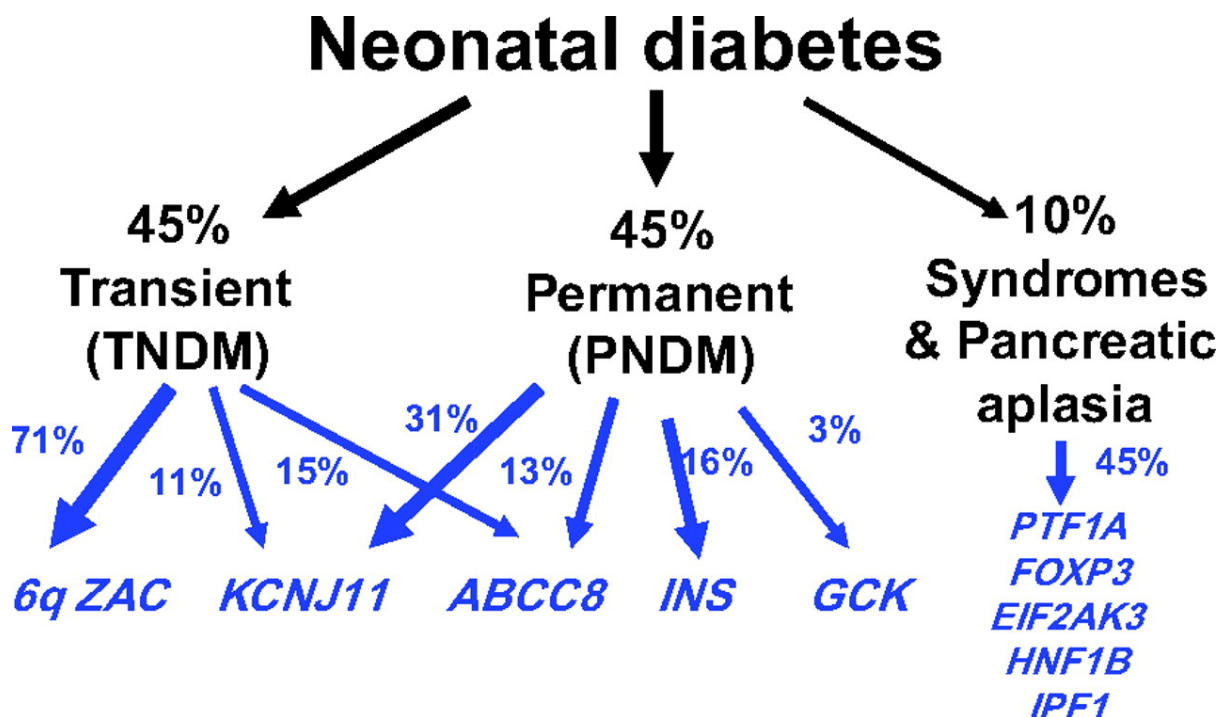 Neonatal diabetes
45%
Transient
(TNDM)
45%
Permanent
(PNDM)
10%
Syndromes
& Pancreatic
aplasia
71%
11%
15%
31%
13%
16%
3%
45%
6q ZAC
KCNJ11
ABCC8
INS
GCK
PTF1A
FOXP3
EIF2AK3
HNF1B
IPF1